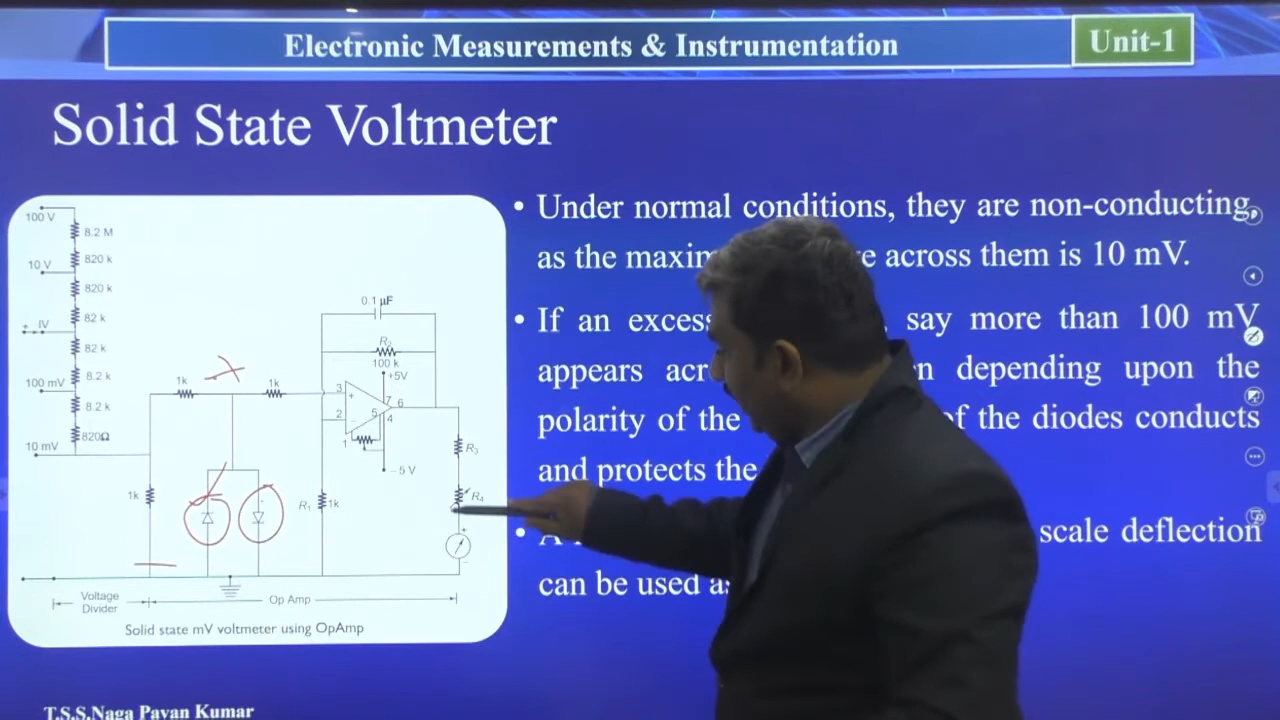 Electronic Measurements & Instrumentation
Unit-1
Solid State Voltmeter
100 V
8.2 M
820 k
10 V
820 k
82 k
+ IV
82 k
8.2 k
100 mV
8.2 k
820Ω
10 mV
1k
1k
1k
0.1 µF
R₂
100 k
+5V
3
+
7
6
2
5
4
1
- 5 V
R₁
1k
R₃
R₄
+
Voltage
Divider
Op Amp
Solid state mV voltmeter using OpAmp
• Under normal conditions, they are non-conducting,
as the across them is 10 mV.
• If an say more than 100 mV
appears depending upon the
polarity of the of the diodes conducts
and protects the
• scale deflection
can be used
T.S.S.Naga Pavan Kumar